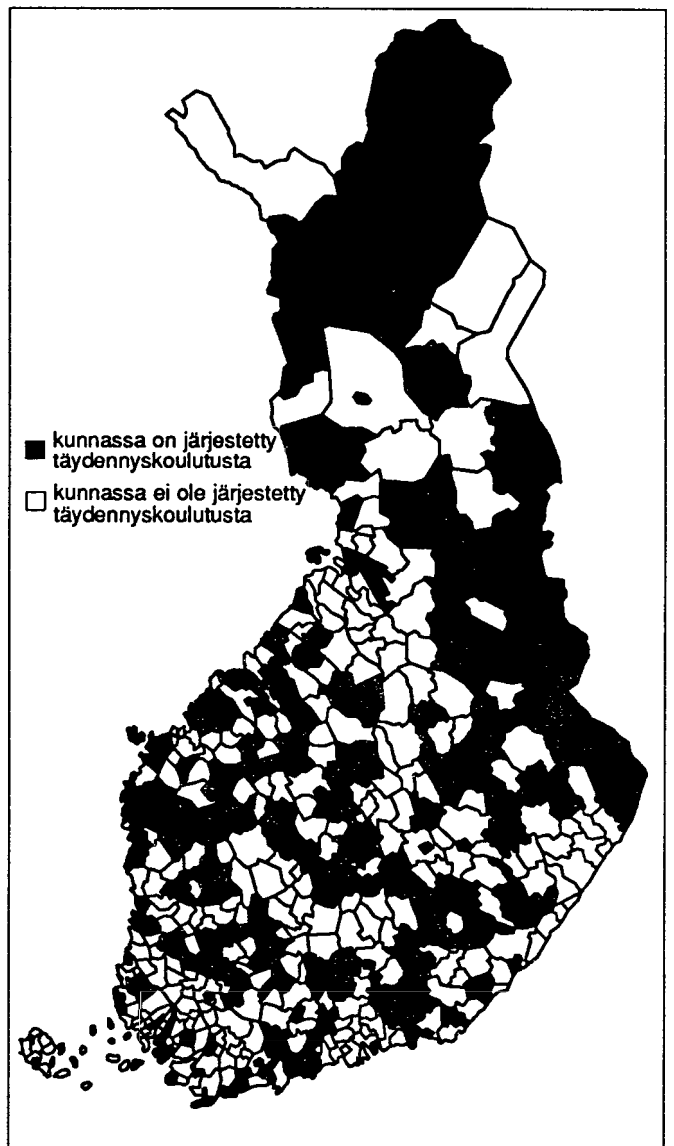 kunnassa on järjestetty
täydennyskoulutusta
kunnassa ei ole järjestetty
täydennyskoulutusta